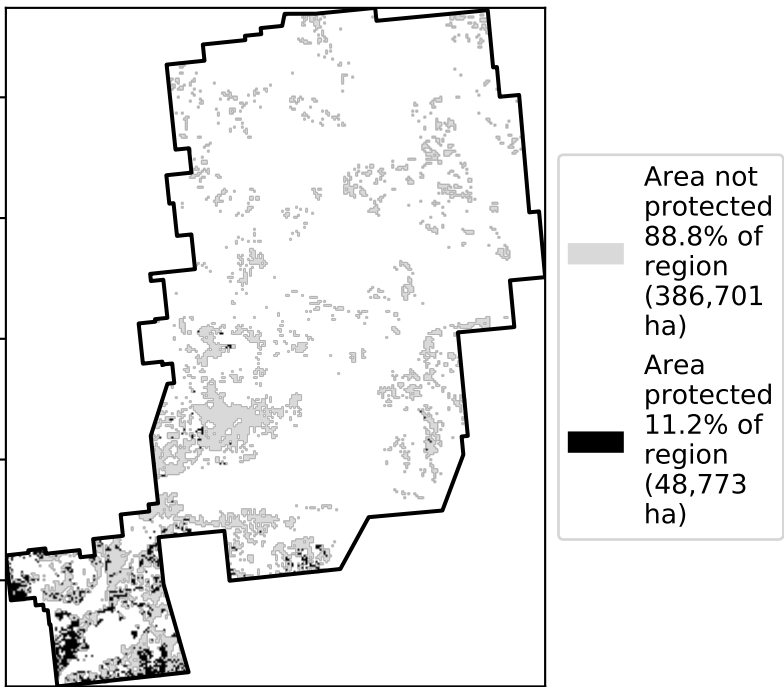 Area not
protected
88.8% of
region
(386,701
ha)
Area
protected
11.2% of
region
(48,773
ha)